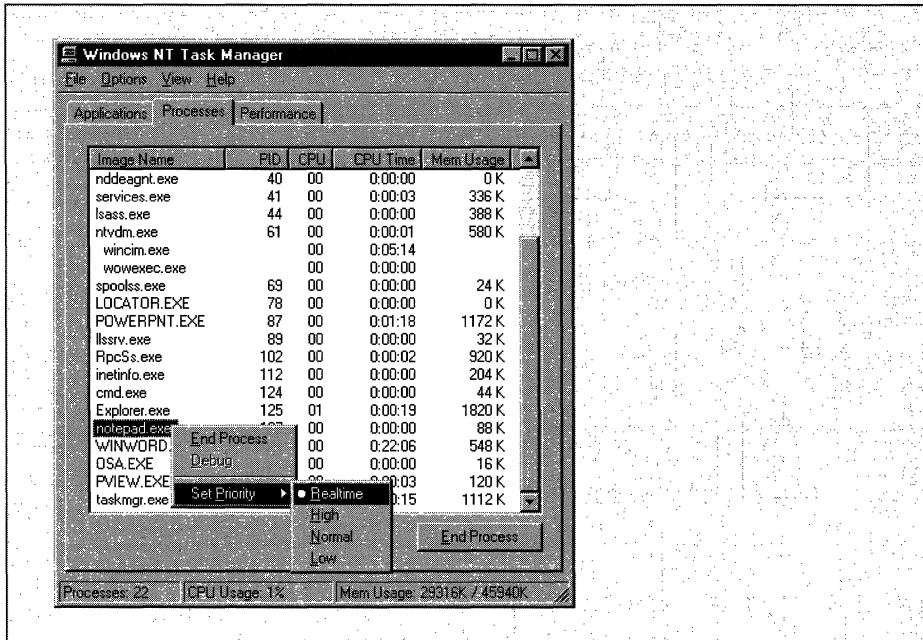 Windows NT Task Manager
File Options View Help
Applications Processes Performance
Image Name PID CPU CPU Time Mem Usage
nddeagnt.exe 40 00 0:00:00 0 K
services.exe 41 00 0:00:03 336 K
lsass.exe 44 00 0:00:00 388 K
ntvdm.exe 61 00 0:00:01 580 K
wincim.exe 00 0:05:14
wowexec.exe 00 0:00:00
spoolss.exe 69 00 0:00:00 24 K
LOCATOR.EXE 78 00 0:00:00 0 K
POWERPNT.EXE 87 00 0:01:18 1172 K
llssrv.exe 89 00 0:00:00 32 K
RpcSs.exe 102 00 0:00:02 920 K
inetinfo.exe 112 00 0:00:00 204 K
cmd.exe 124 00 0:00:00 44 K
Explorer.exe 125 01 0:00:19 1820 K
notepad.exe 00 0:00:00 88 K
WINWORD. 00 0:22:06 548 K
OSA.EXE 00 0:00:00 16 K
PVIEW.EXE 0:03 120 K
taskmgr.exe 0:15 1112 K
End Process
Debug
Set Priority
Realtime
High
Normal
Low
End Process
Processes: 22 CPU Usage: 1% Mem Usage: 29316K / 45940K